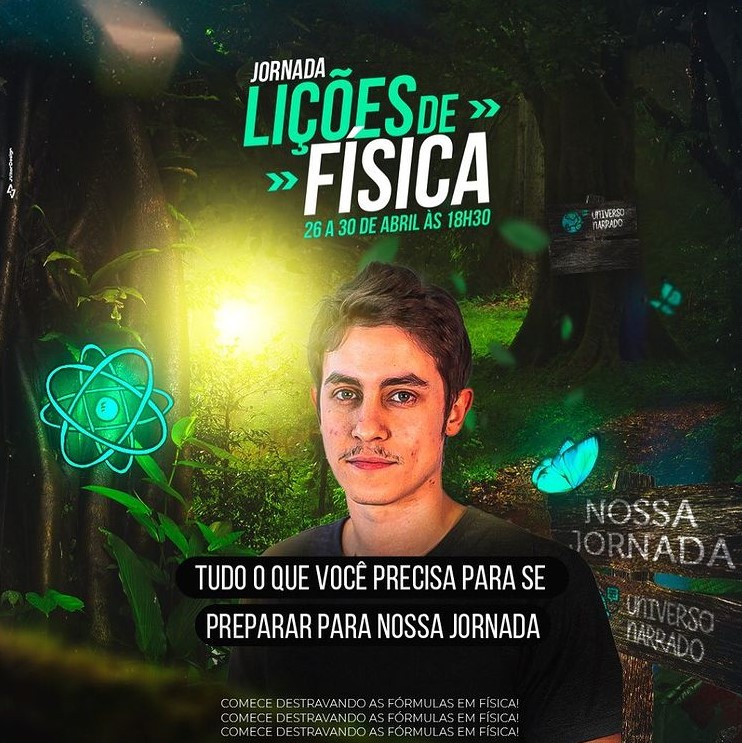 JORNADA
LIÇÕES DE
FÍSICA
26 A 30 DE ABRIL ÀS 18H30
UNIVERSO
NARRADO
NOSSA
JORNADA
UNIVERSO
NARRADO
TUDO O QUE VOCÊ PRECISA PARA SE
PREPARAR PARA NOSSA JORNADA
COMECE DESTRAVANDO AS FÓRMULAS EM FÍSICA!
COMECE DESTRAVANDO AS FÓRMULAS EM FÍSICA!
COMECE DESTRAVANDO AS FÓRMULAS EM FÍSICA!